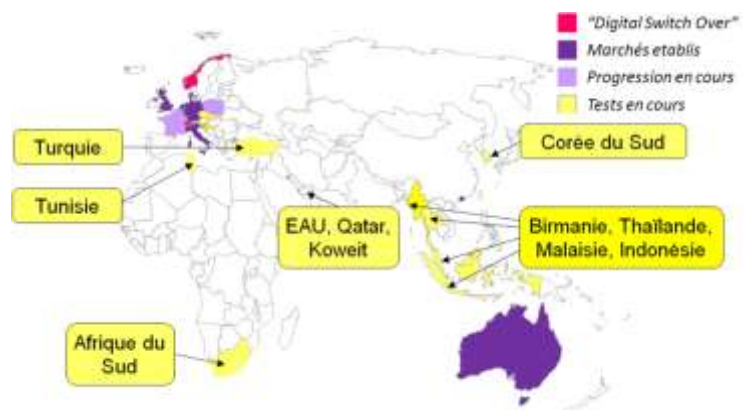 "Digital Switch Over"
Marchés etablis
Progression en cours
Tests en cours
Turquie
Corée du Sud
Tunisie
EAU, Qatar,
Koweit
Birmanie, Thaïlande,
Malaisie, Indonésie
Afrique du
Sud